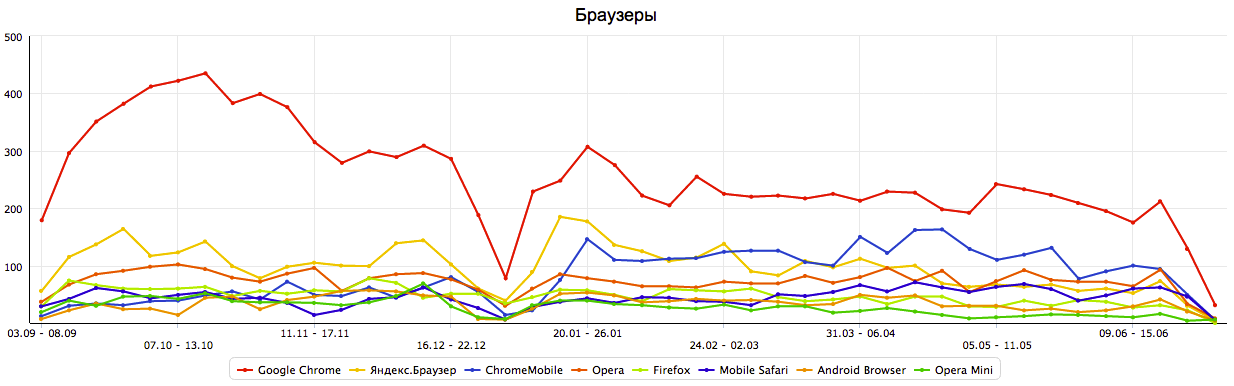 Браузеры
500
400
300
200
100
03.09 - 08.09
11.11 - 17.11
20.01 - 26.01
31.03 - 06.04
09.06 - 15.06
07.10 - 13.10
16.12 - 22.12
24.02 - 02.03
05.05 - 11.05
Google Chrome Яндекс.Браузер ChromeMobile Opera Firefox Mobile Safari Android Browser Opera Mini